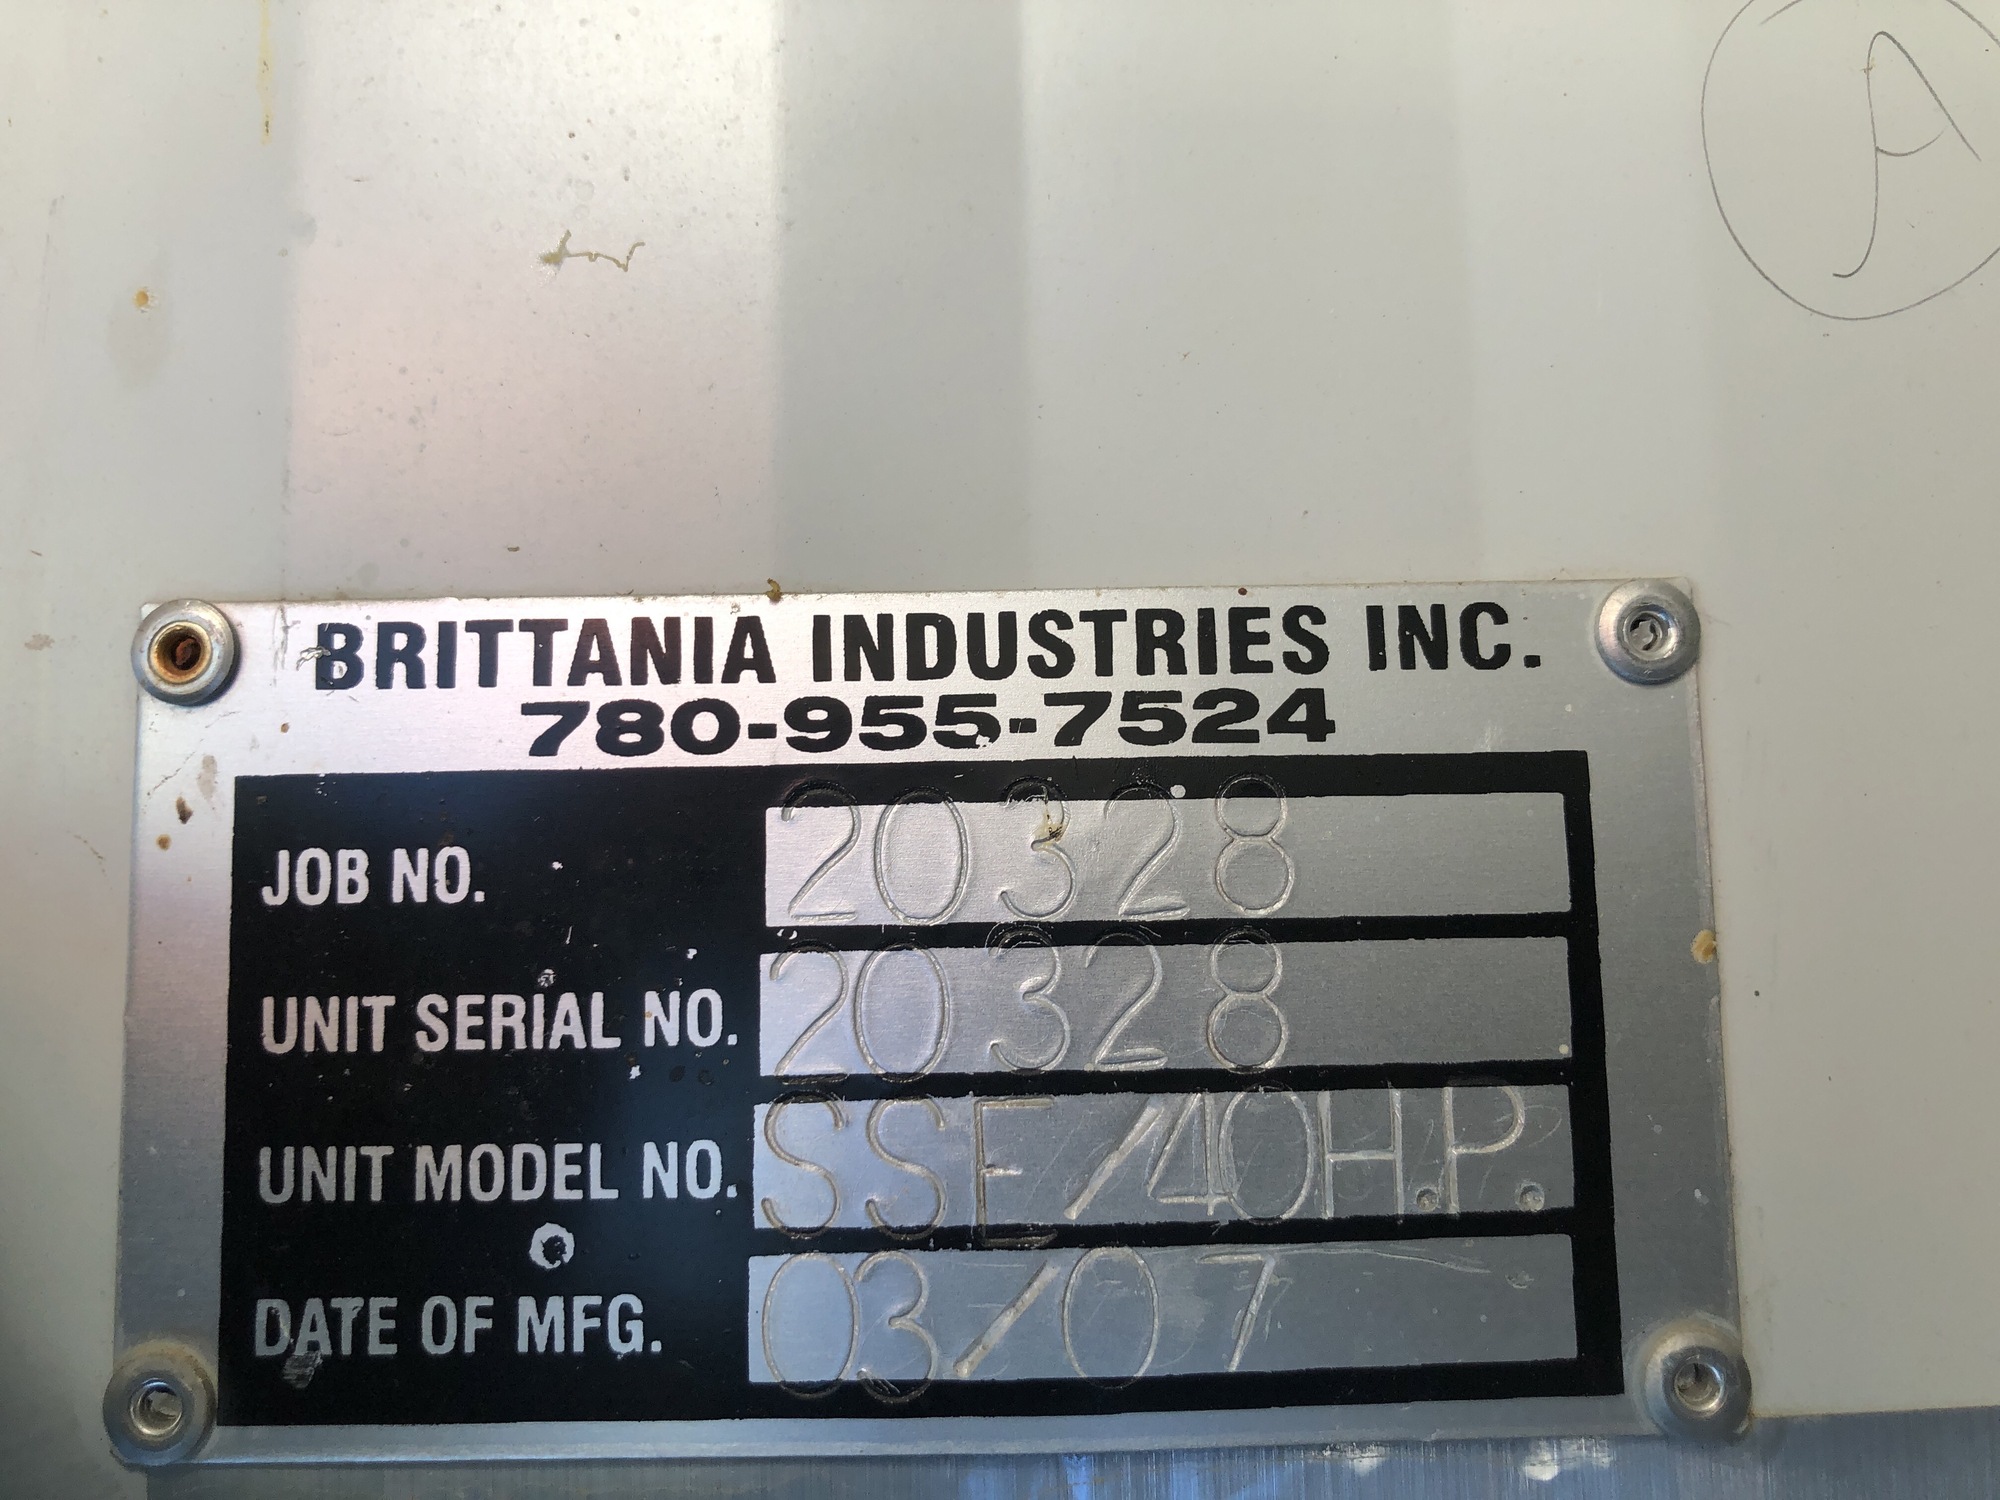 A
BRITTANIA INDUSTRIES INC.
780-955-7524
JOB NO. 20328
UNIT SERIAL NO. 20328
UNIT MODEL NO. SSE/40H.P.
DATE OF MFG. 03/07